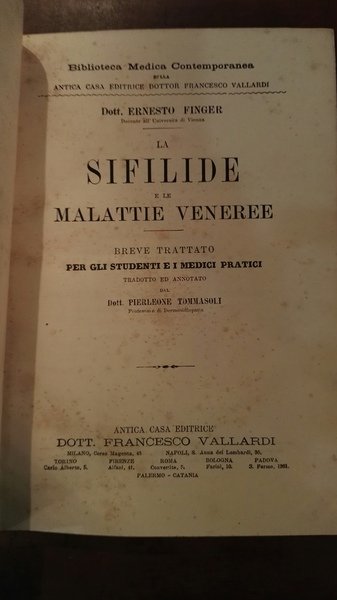 Biblioteca Medica Contemporanea
DELLA
ANTICA CASA EDITRICE DOTTOR FRANCESCO VALLARDI
Dott. ERNESTO FINGER
Docente all' Università di Vienna
LA
SIFILIDE
E LE
MALATTIE VENEREE
BREVE TRATTATO
PER GLI STUDENTI E I MEDICI PRATICI
TRADOTTO ED ANNOTATO
DAL
Dott. PIERLEONE TOMMASOLI
di Dermosifilopatia
ANTICA CASA EDITRICE
DOTT. FRANCESCO VALLARDI
MILANO, Corso Magenta, 48 NAPOLI, S. Anna dei Lombardi, 36.
TORINO FIRENZE ROMA BOLOGNA PADOVA
Carlo Alberto, 5. Alfani, 41. Convertite, 8. Farini, 10. S. Fermo,
PALERMO - CATANIA